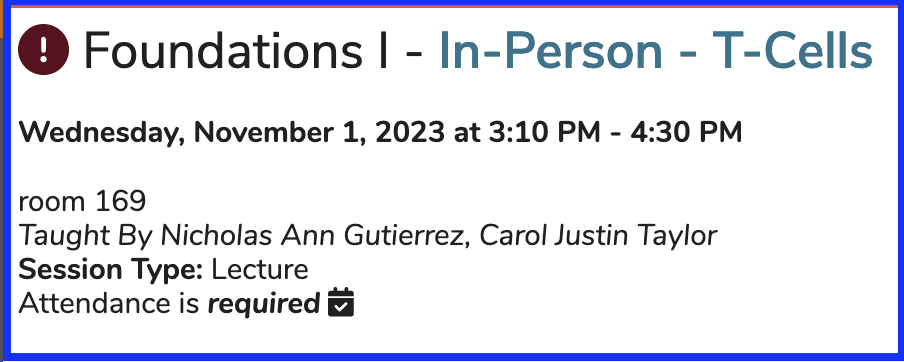 Foundations I - In-Person - T-Cells
Wednesday, November 1, 2023 at 3:10 PM - 4:30 PM
room 169
Taught By Nicholas Ann Gutierrez, Carol Justin Taylor
Session Type: Lecture
Attendance is required